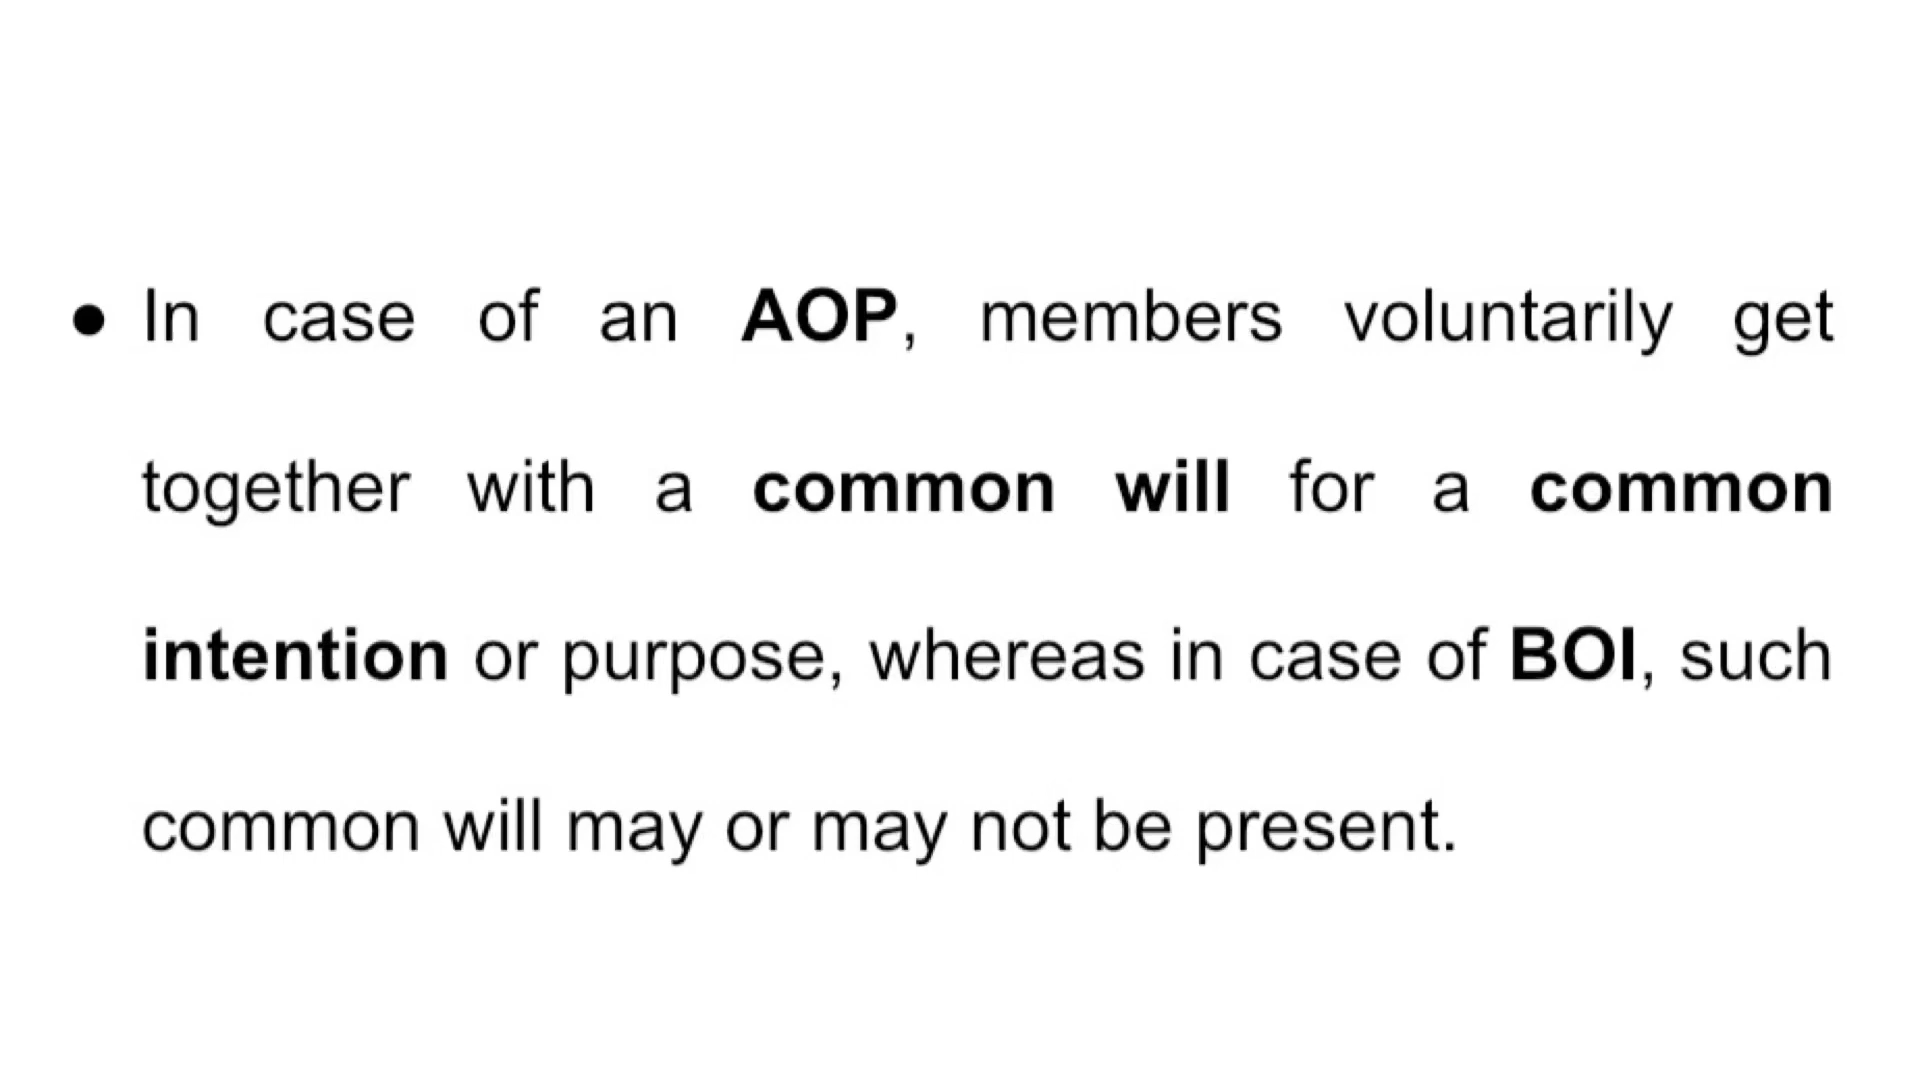 ● In case of an AOP, members voluntarily get
together with a common will for a common
intention or purpose, whereas in case of BOI, such
common will may or may not be present.